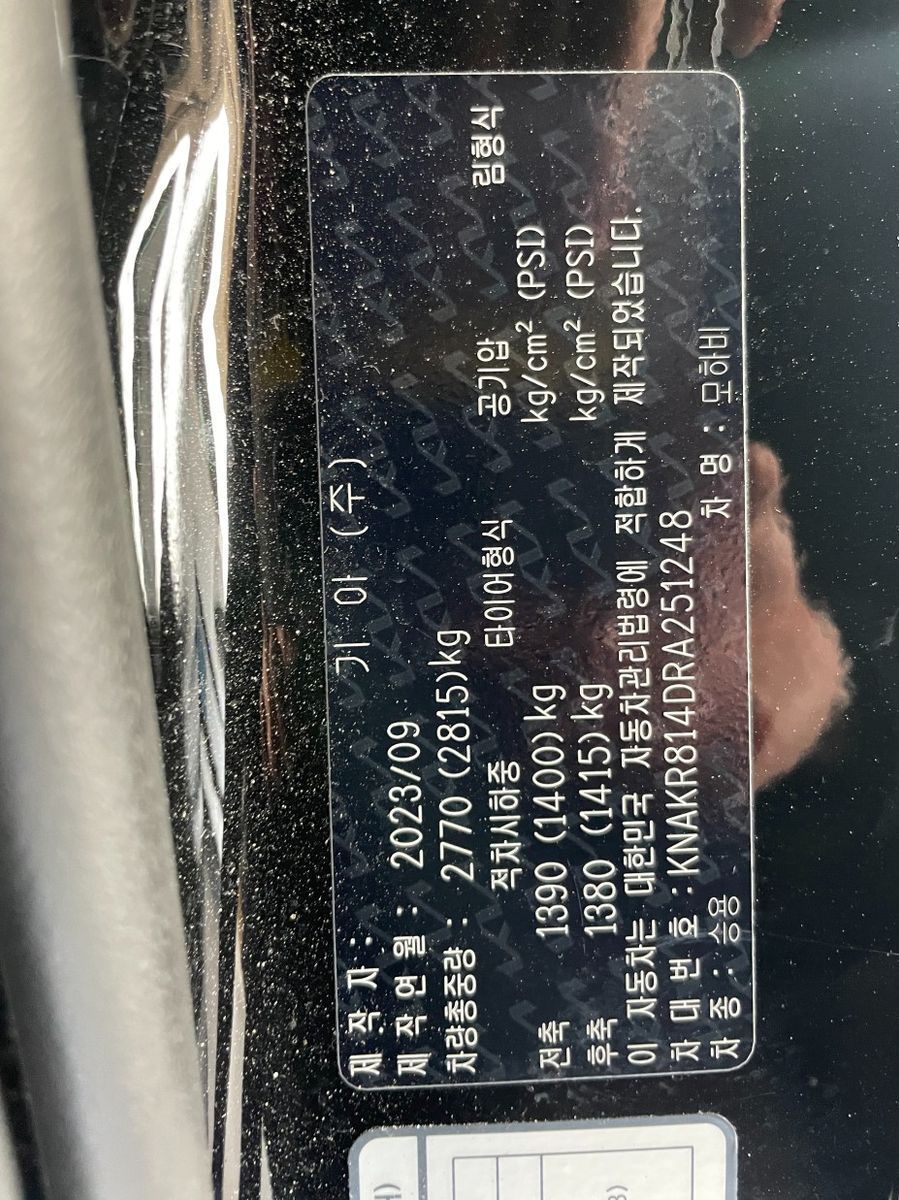 제 작 자 : 기 아 (주)
제 작 연 월 : 2023/09
차량총중량 : 2770 (2815)kg
적차시하중 타이어형식 공기압 림형식
전축 1390 (1400)kg kg/cm² (PSI)
후축 1380 (1415)kg kg/cm² (PSI)
이 자동차는 대한민국 자동차관리법령에 적합하게 제작되었습니다.
차 대 번 호 : KNAKR814DRA251248
차 종 : 승용 차 명 : 모하비